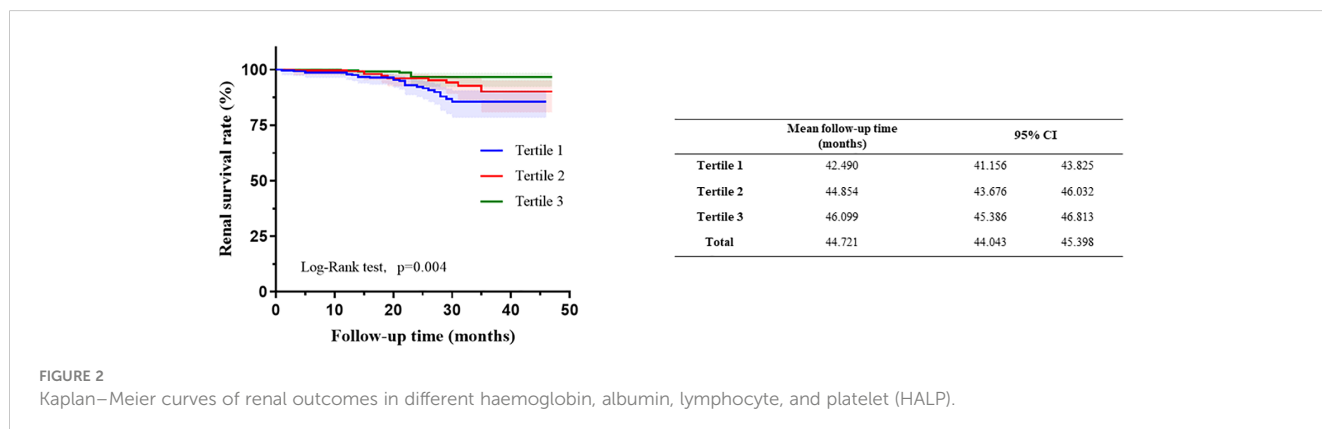 100
75
50
25
0
Renal survival rate (%)
Tertile 1
Tertile 2
Tertile 3
Log-Rank test, p=0.004
0 10 20 30 40 50
Follow-up time (months)
Mean follow-up time
(months)
95% CI
Tertile 1 42.490 41.156 43.825
Tertile 2 44.854 43.676 46.032
Tertile 3 46.099 45.386 46.813
Total 44.721 44.043 45.398
FIGURE 2
Kaplan–Meier curves of renal outcomes in different haemoglobin, albumin, lymphocyte, and platelet (HALP).